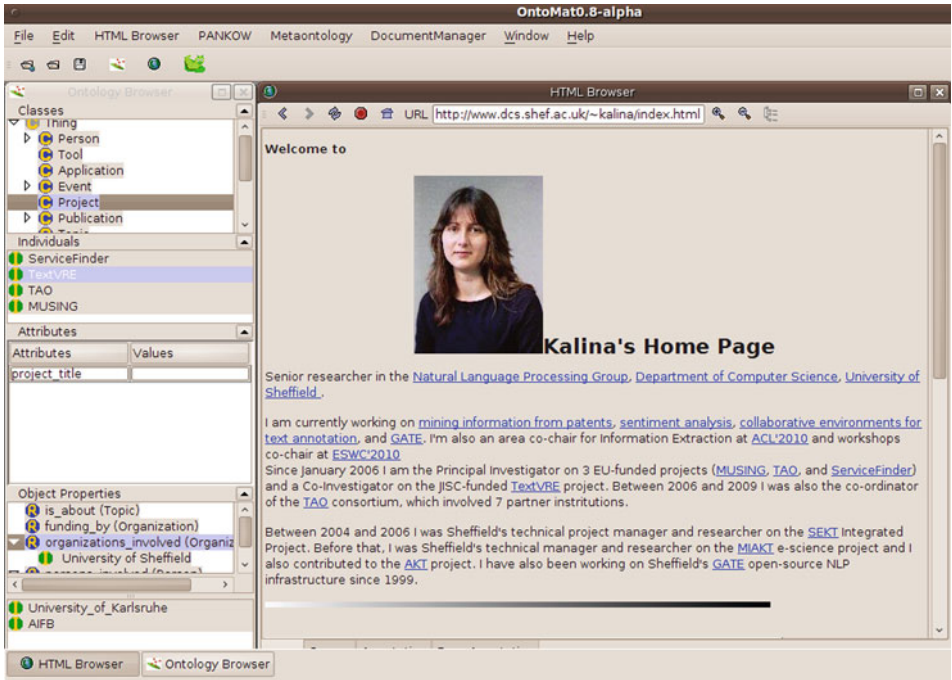 OntoMat0.8-alpha
File Edit HTML Browser PANKOW Metaontology DocumentManager Window Help
Ontology Browser
Classes
Thing
Person
Tool
Application
Event
Project
Publication
Topic
Individuals
ServiceFinder
TextVRE
TAO
MUSING
Attributes
Attributes Values
project_title
Object Properties
is_about (Topic)
funding_by (Organization)
organizations_involved (Organiz
University of Sheffield
persons_involved (Person)
University_of_Karlsruhe
AIFB
HTML Browser
URL http://www.dcs.shef.ac.uk/~kalina/index.html
Welcome to
Kalina's Home Page
Senior researcher in the Natural Language Processing Group, Department of Computer Science, University of
Sheffield .
I am currently working on mining information from patents, sentiment analysis, collaborative environments for
text annotation, and GATE. I'm also an area co-chair for Information Extraction at ACL'2010 and workshops
co-chair at ESWC'2010
Since January 2006 I am the Principal Investigator on 3 EU-funded projects (MUSING, TAO, and ServiceFinder)
and a Co-Investigator on the JISC-funded TextVRE project. Between 2006 and 2009 I was also the co-ordinator
of the TAO consortium, which involved 7 partner instritutions.
Between 2004 and 2006 I was Sheffield's technical project manager and researcher on the SEKT Integrated
Project. Before that, I was Sheffield's technical manager and researcher on the MIAKT e-science project and I
also contributed to the AKT project. I have also been working on Sheffield's GATE open-source NLP
infrastructure since 1999.
HTML Browser Ontology Browser